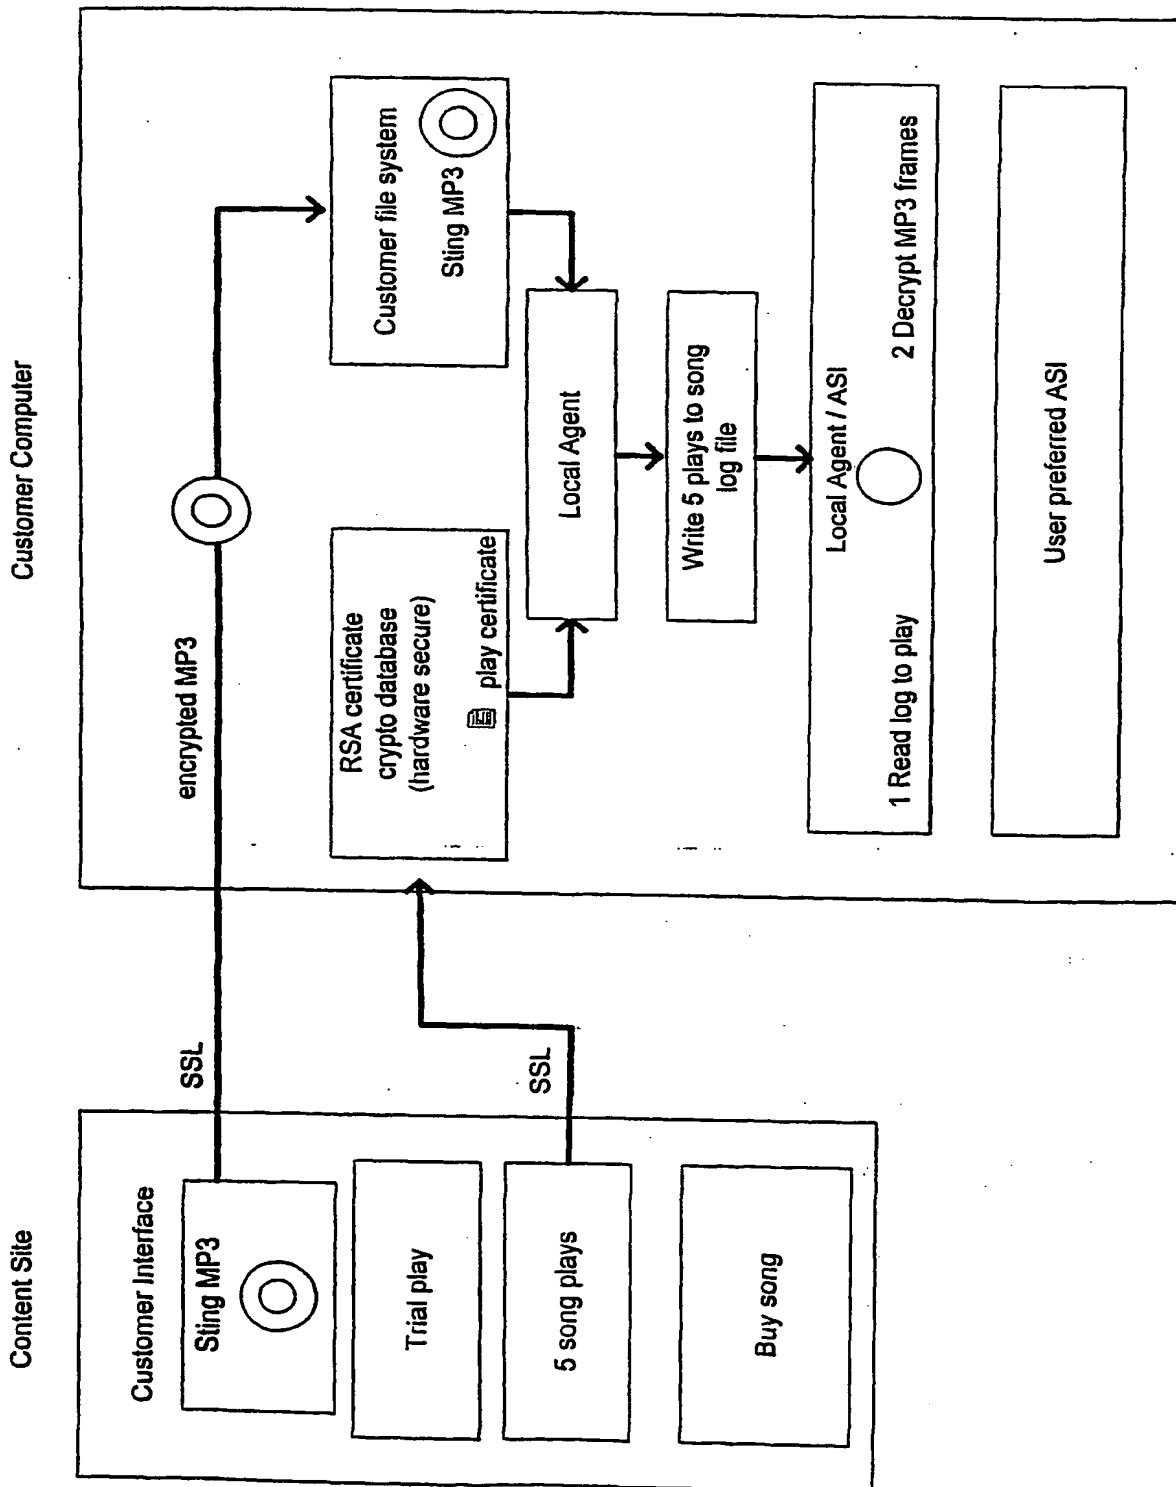 Content Site
Customer Interface
Sting MP3
Trial play
5 song plays
Buy song
SSL
SSL
Customer Computer
encrypted MP3
RSA certificate
crypto database
(hardware secure)
play certificate
Customer file system
Sting MP3
Local Agent
Write 5 plays to song
log file
Local Agent / ASI
1 Read log to play
2 Decrypt MP3 frames
User preferred ASI